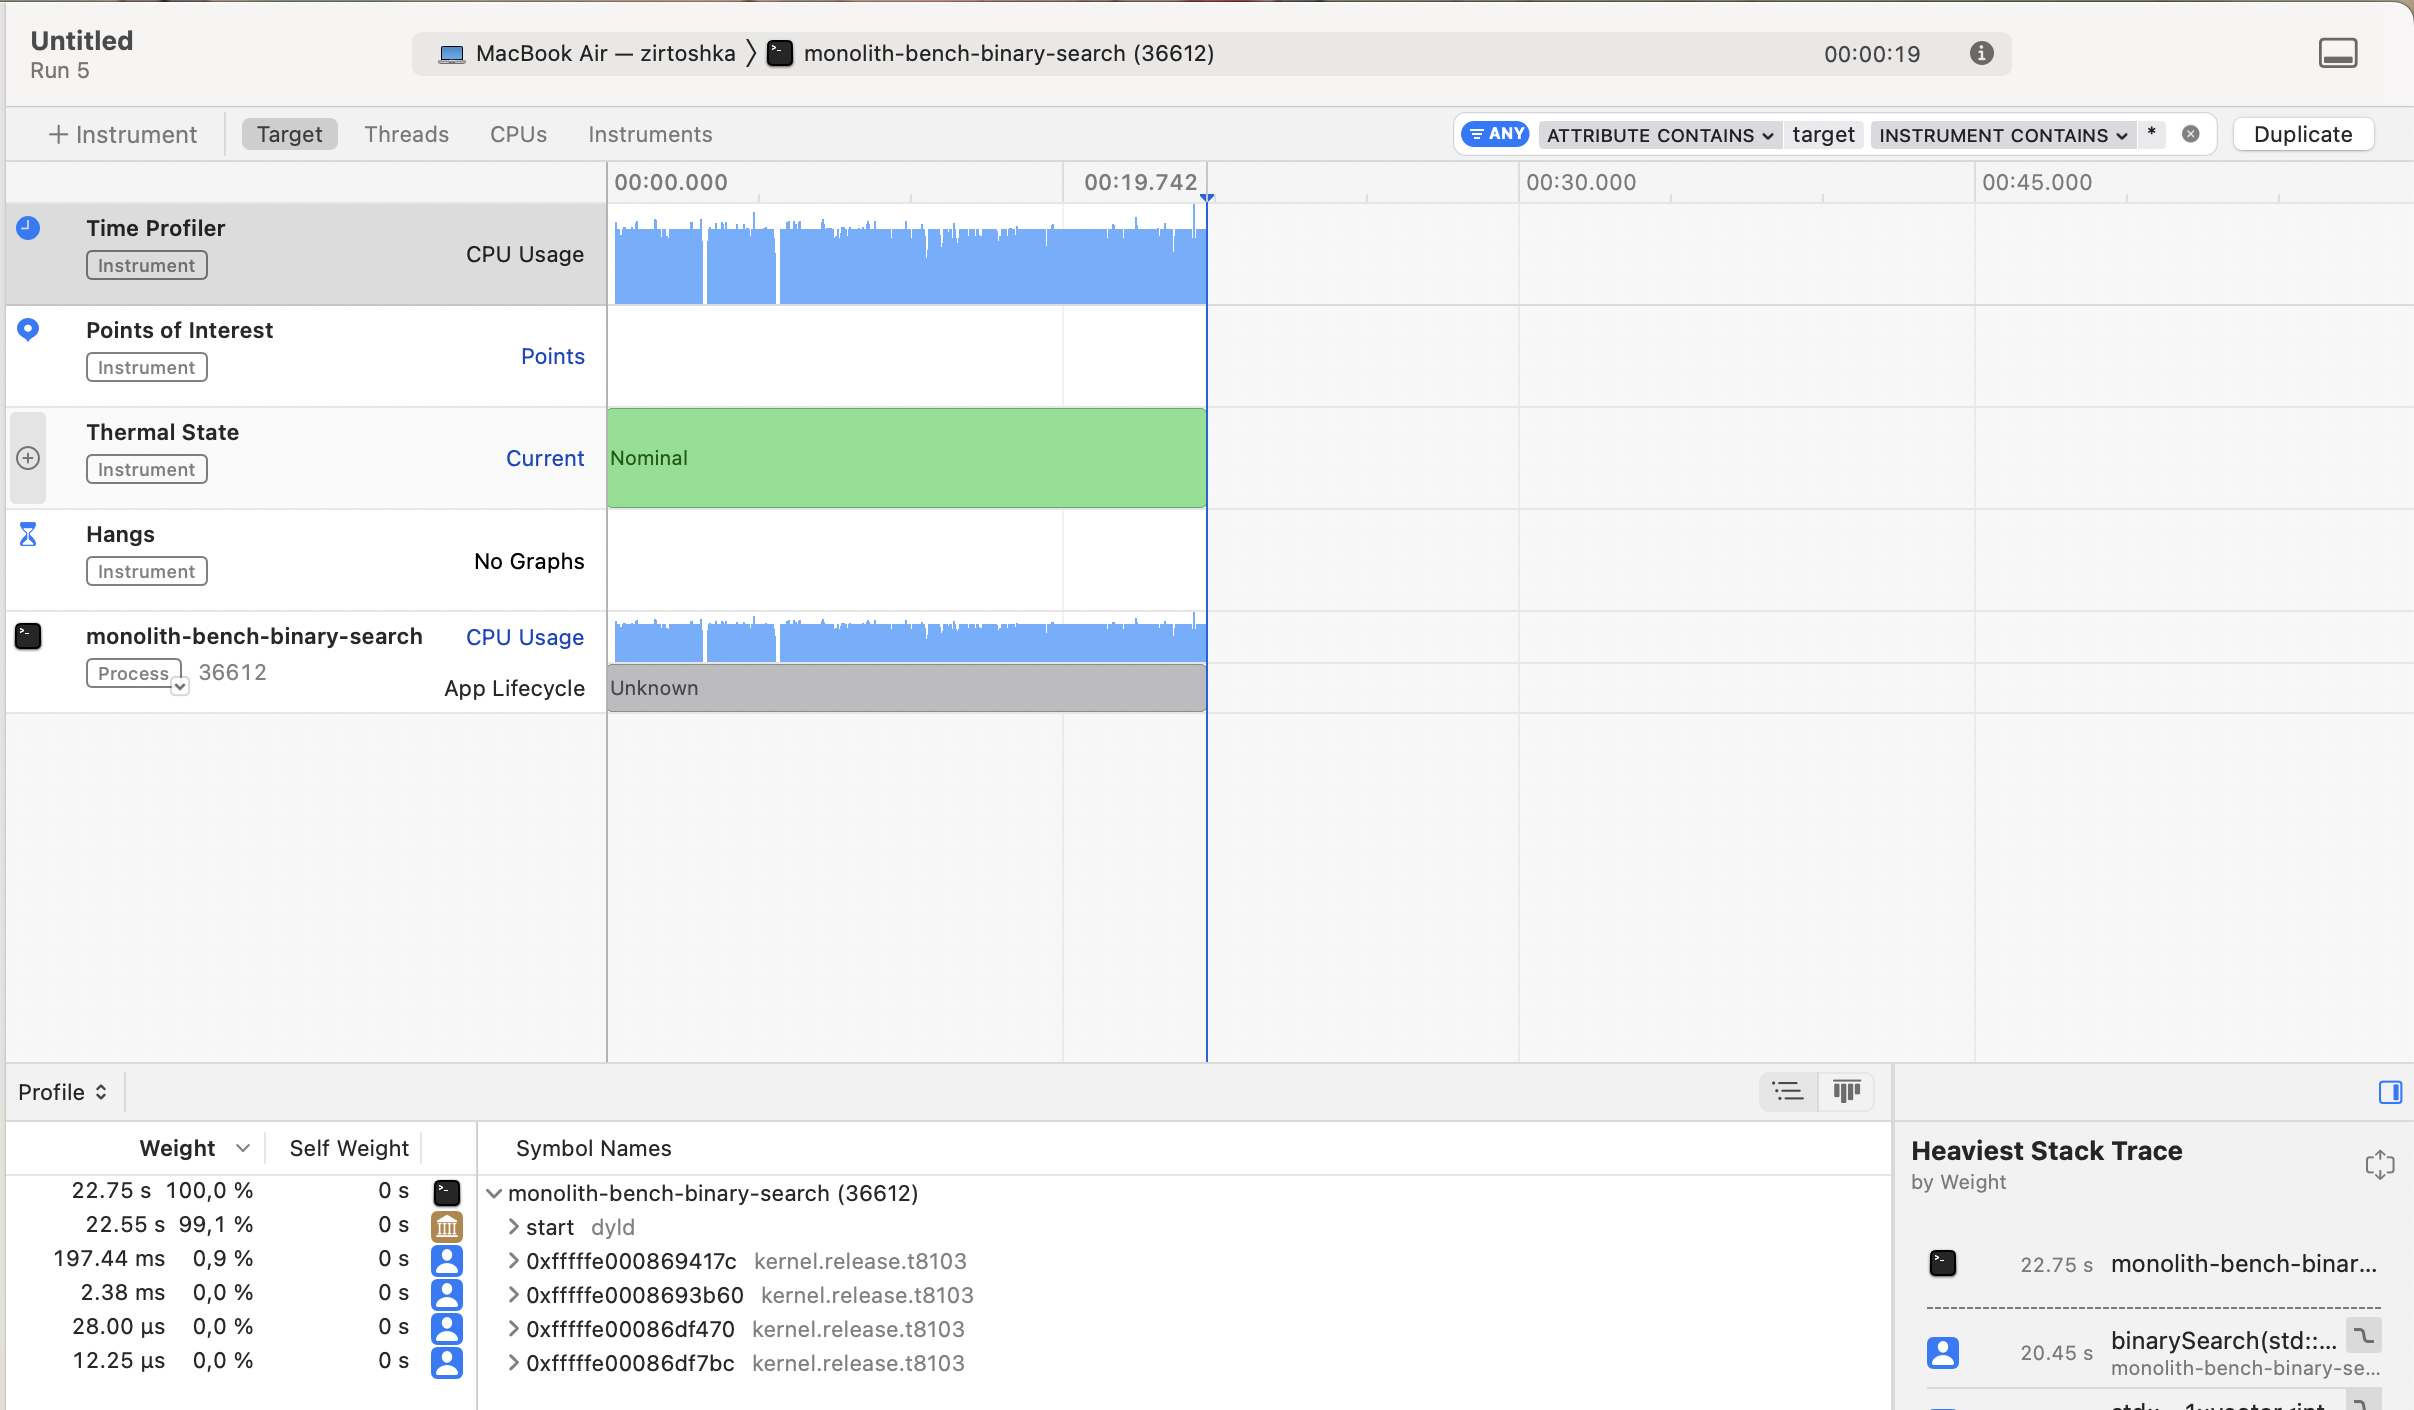 Untitled
Run 5
MacBook Air — zirtoshka 〉 monolith-bench-binary-search (36612)
00:00:19
+ Instrument
Target
Threads
CPUs
Instruments
ANY
ATTRIBUTE CONTAINS
target
INSTRUMENT CONTAINS
*
Duplicate
00:00.000
00:19.742
00:30.000
00:45.000
Time Profiler
Instrument
CPU Usage
Points of Interest
Instrument
Points
Thermal State
Instrument
Current
Nominal
Hangs
Instrument
No Graphs
monolith-bench-binary-search
CPU Usage
Process
36612
App Lifecycle
Unknown
Profile
Weight
Self Weight
Symbol Names
22.75 s 100,0 % 0 s monolith-bench-binary-search (36612)
22.55 s 99,1 % 0 s start dyld
197.44 ms 0,9 % 0 s 0xfffffe000869417c kernel.release.t8103
2.38 ms 0,0 % 0 s 0xfffffe0008693b60 kernel.release.t8103
28.00 µs 0,0 % 0 s 0xfffffe00086df470 kernel.release.t8103
12.25 µs 0,0 % 0 s 0xfffffe00086df7bc kernel.release.t8103
Heaviest Stack Trace
by Weight
22.75 s monolith-bench-binar...
20.45 s binarySearch(std::...
monolith-bench-binary-se...